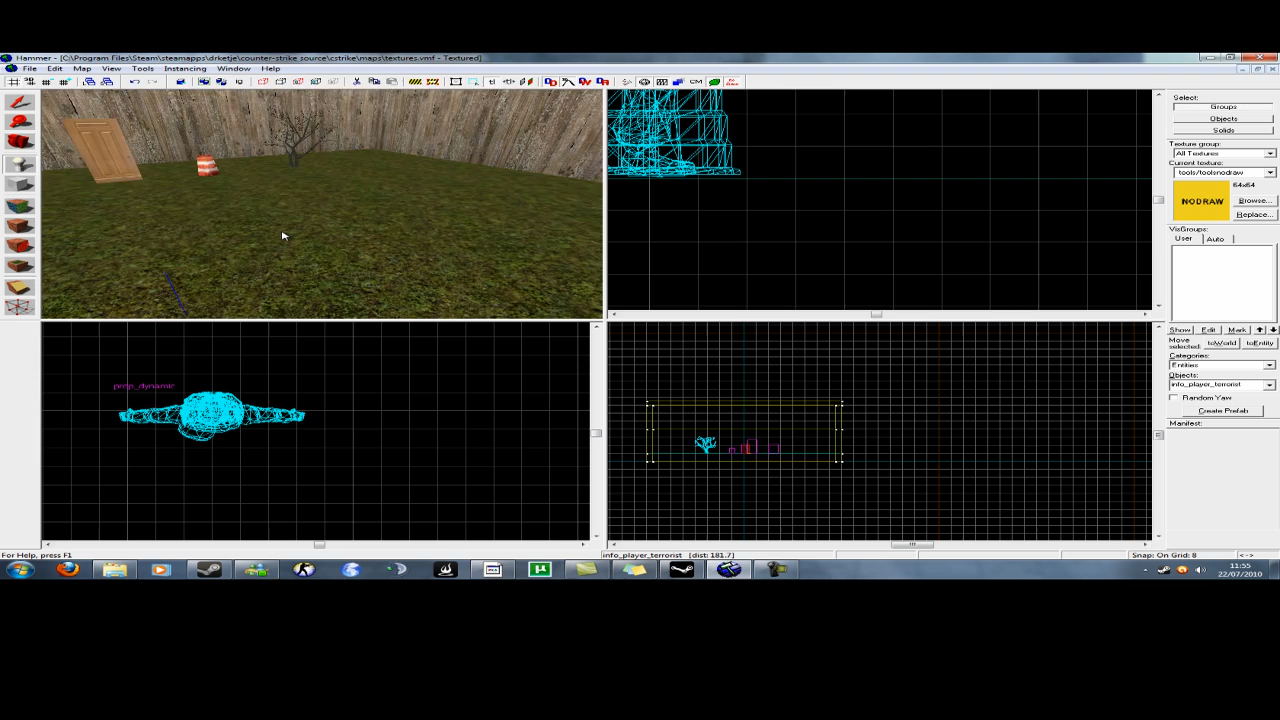 Hammer - [C:\Program Files\Steam\steamapps\drketje\counter-strike source\cstrike\maps\textures.vmf - Textured]
File Edit Map View Tools Instancing Window Help
CM
Select:
Groups
Objects
Solids
Texture group:
All Textures
Current texture:
tools/toolsnodraw
64x64
NODRAW
Browse...
Replace...
VisGroups:
User Auto
Show Edit Mark
Move selected: toWorld toEntity
Categories:
Entities
Objects:
info_player_terrorist
Random Yaw
Create Prefab
Manifest:
prop_dynamic
For Help, press F1
info_player_terrorist [dist: 181.7]
Snap: On Grid: 8
<->
11:55
22/07/2010